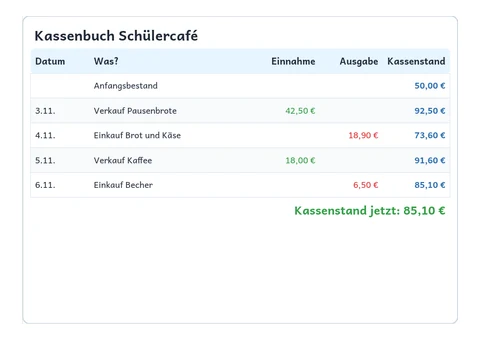 Kassenbuch Schülercafé
Datum Was? Einnahme Ausgabe Kassenstand
Anfangsbestand 50,00 €
3.11. Verkauf Pausenbrote 42,50 € 92,50 €
4.11. Einkauf Brot und Käse 18,90 € 73,60 €
5.11. Verkauf Kaffee 18,00 € 91,60 €
6.11. Einkauf Becher 6,50 € 85,10 €
Kassenstand jetzt: 85,10 €